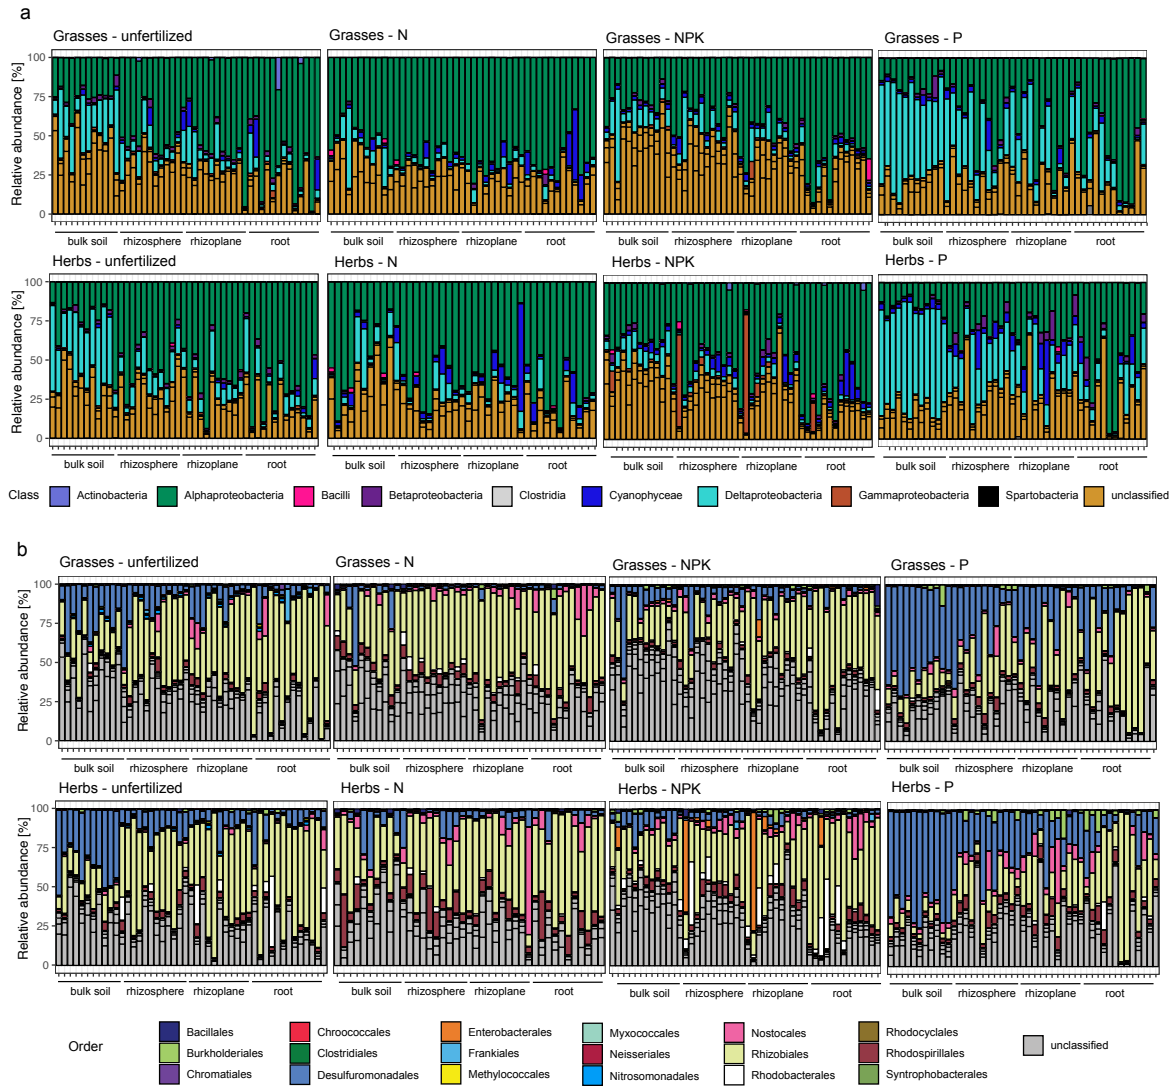 a
Grasses - unfertilized
Grasses - N
Grasses - NPK
Grasses - P
Relative abundance [%]
100
75
50
25
0
bulk soil rhizosphere rhizoplane root
bulk soil rhizosphere rhizoplane root
bulk soil rhizosphere rhizoplane root
bulk soil rhizosphere rhizoplane root
Herbs - unfertilized
Herbs - N
Herbs - NPK
Herbs - P
Relative abundance [%]
100
75
50
25
0
bulk soil rhizosphere rhizoplane root
bulk soil rhizosphere rhizoplane root
bulk soil rhizosphere rhizoplane root
bulk soil rhizosphere rhizoplane root
Class Actinobacteria Alphaproteobacteria Bacilli Betaproteobacteria Clostridia Cyanophyceae Deltaproteobacteria Gammaproteobacteria Spartobacteria unclassified
b
Grasses - unfertilized
Grasses - N
Grasses - NPK
Grasses - P
Relative abundance [%]
100
75
50
25
0
bulk soil rhizosphere rhizoplane root
bulk soil rhizosphere rhizoplane root
bulk soil rhizosphere rhizoplane root
bulk soil rhizosphere rhizoplane root
Herbs - unfertilized
Herbs - N
Herbs - NPK
Herbs - P
Relative abundance [%]
100
75
50
25
0
bulk soil rhizosphere rhizoplane root
bulk soil rhizosphere rhizoplane root
bulk soil rhizosphere rhizoplane root
bulk soil rhizosphere rhizoplane root
Order
Bacillales Chroococcales Enterobacterales Myxococcales Nostocales Rhodocyclales unclassified
Burkholderiales Clostridiales Frankiales Neisseriales Rhizobiales Rhodospirillales
Chromatiales Desulfuromonadales Methylococcales Nitrosomonadales Rhodobacterales Syntrophobacterales